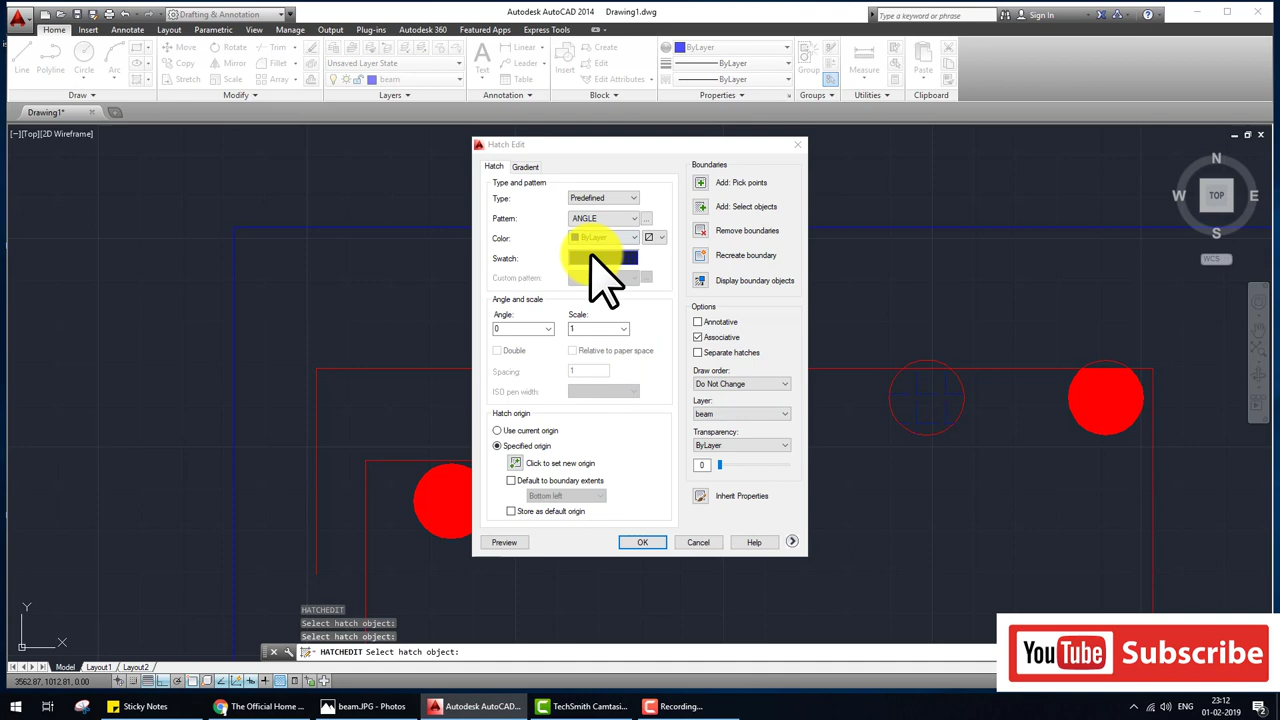 Drafting & Annotation
Autodesk AutoCAD 2014 Drawing1.dwg
Type a keyword or phrase
Sign In
Home Insert Annotate Layout Parametric View Manage Output Plug-ins Autodesk 360 Featured Apps Express Tools
Line Polyline Circle Arc
Move Rotate Trim
Copy Mirror Fillet
Stretch Scale Array
Unsaved Layer State
beam
Text
Linear
Leader
Table
Insert
Create
Edit
Edit Attributes
ByLayer
ByLayer
ByLayer
Group
Measure
Paste
Draw Modify Layers Annotation Block Properties Groups Utilities Clipboard
Drawing1*
[−][Top][2D Wireframe]
Hatch Edit
Hatch Gradient
Type and pattern
Type: Predefined
Pattern: ANGLE
Color: ByLayer
Swatch:
Custom pattern:
Angle and scale
Angle: Scale:
0 1
Double Relative to paper space
Spacing: 1
ISO pen width:
Hatch origin
Use current origin
Specified origin
Click to set new origin
Default to boundary extents
Bottom left
Store as default origin
Boundaries
Add: Pick points
Add: Select objects
Remove boundaries
Recreate boundary
Display boundary objects
Options
Annotative
Associative
Separate hatches
Draw order:
Do Not Change
Layer:
beam
Transparency:
ByLayer
0
Inherit Properties
Preview OK Cancel Help
N
W TOP E
S
WCS
Y
X
HATCHEDIT
Select hatch object:
Select hatch object:
HATCHEDIT Select hatch object:
Model Layout1 Layout2
3562.87, 1012.81, 0.00
You Tube Subscribe
Sticky Notes
The Official Home ...
beam.JPG - Photos
Autodesk AutoCAD...
TechSmith Camtasi...
Recording...
23:12
01-02-2019